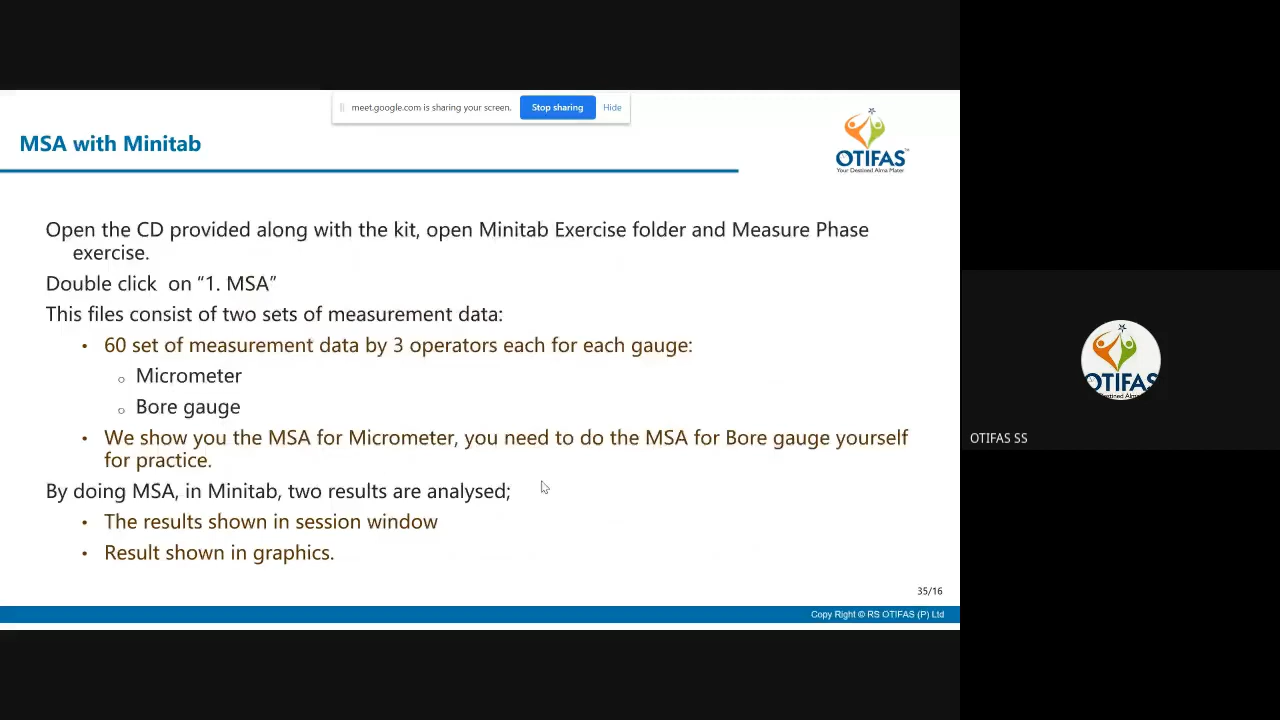 meet.google.com is sharing your screen. Stop sharing Hide
MSA with Minitab
OTIFAS
Your Destined Alma Mater
Open the CD provided along with the kit, open Minitab Exercise folder and Measure Phase
exercise.
Double click on “1. MSA”
This files consist of two sets of measurement data:
• 60 set of measurement data by 3 operators each for each gauge:
o Micrometer
o Bore gauge
• We show you the MSA for Micrometer, you need to do the MSA for Bore gauge yourself
for practice.
By doing MSA, in Minitab, two results are analysed;
• The results shown in session window
• Result shown in graphics.
35/16
Copy Right © RS OTIFAS (P) Ltd
OTIFAS
OTIFAS SS